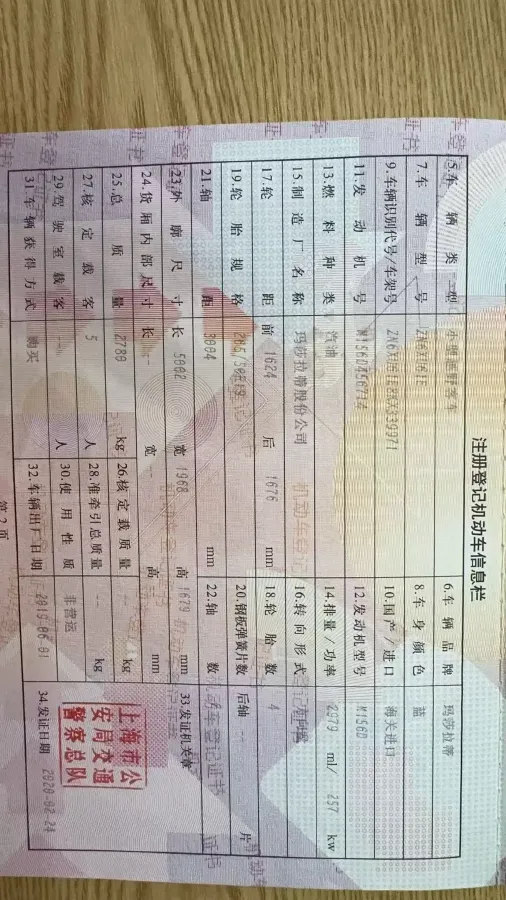 注册登记机动车信息栏
5.车辆类型 小型越野客车 6.车辆品牌 玛莎拉蒂
7.车辆型号 ZN6XU61E 8.车身颜色 蓝
9.车辆识别代号/车架号 10.国产/进口 海关进口
11.发动机号 12.发动机型号 M156D
13.燃料种类 汽油 14.排量/功率 2979 ml/ 257 kw
15.制造厂名称 玛莎拉蒂股份公司 16.转向形式
17.轮距 前 1624 后 1676 mm 18.轮胎数 4
19.轮胎规格 20.钢板弹簧片数 后轴 -- 片
21.轴距 3004 mm 22.轴数
23.外廓尺寸 长 5002 宽 1968 高 1679 mm 33.发证机关章
24.货厢内部尺寸 长 -- 宽 -- 高 -- mm
25.总质量 2780 kg 26.核定载质量 -- kg
27.核定载客 5 人 28.准牵引总质量 -- kg
29.驾驶室载客 -- 人 30.使用性质 非营运
31.车辆获得方式 购买 32.车辆出厂日期 2019-06-01 34.发证日期 2020-02-24
上海市公
安局交通
警察总队
第2页